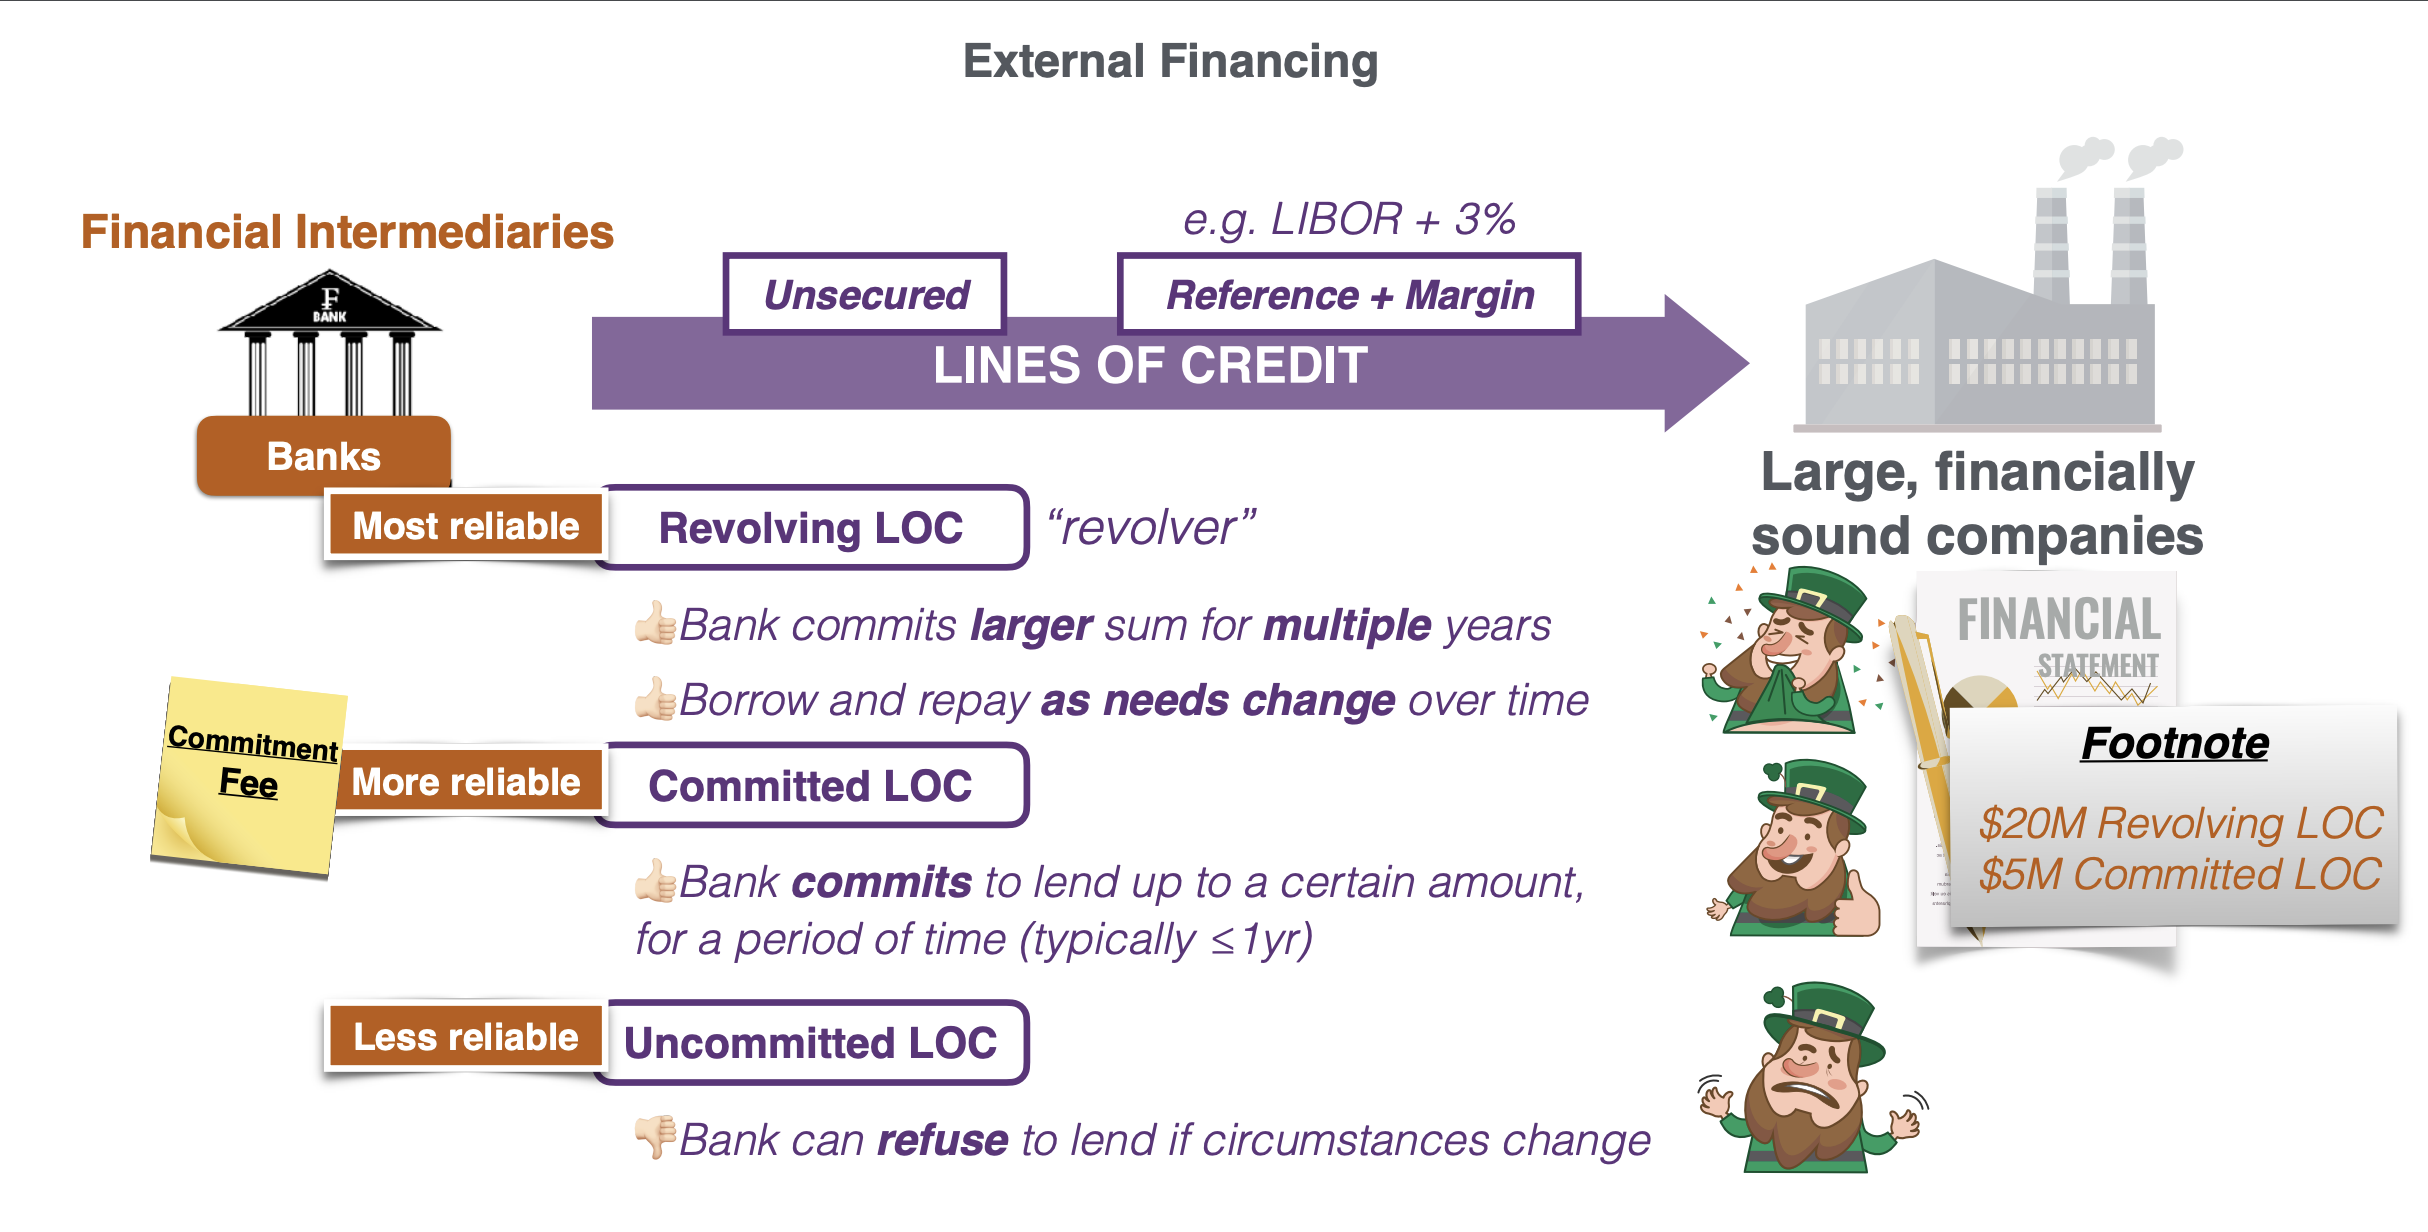 External Financing
Financial Intermediaries
F
BANK
Banks
e.g. LIBOR + 3%
Unsecured
Reference + Margin
LINES OF CREDIT
Large, financially
sound companies
Most reliable
Revolving LOC
“revolver”
Bank commits larger sum for multiple years
Borrow and repay as needs change over time
Commitment
Fee
More reliable
Committed LOC
Bank commits to lend up to a certain amount,
for a period of time (typically ≤1yr)
Less reliable
Uncommitted LOC
Bank can refuse to lend if circumstances change
FINANCIAL
STATEMENT
Footnote
$20M Revolving LOC
$5M Committed LOC